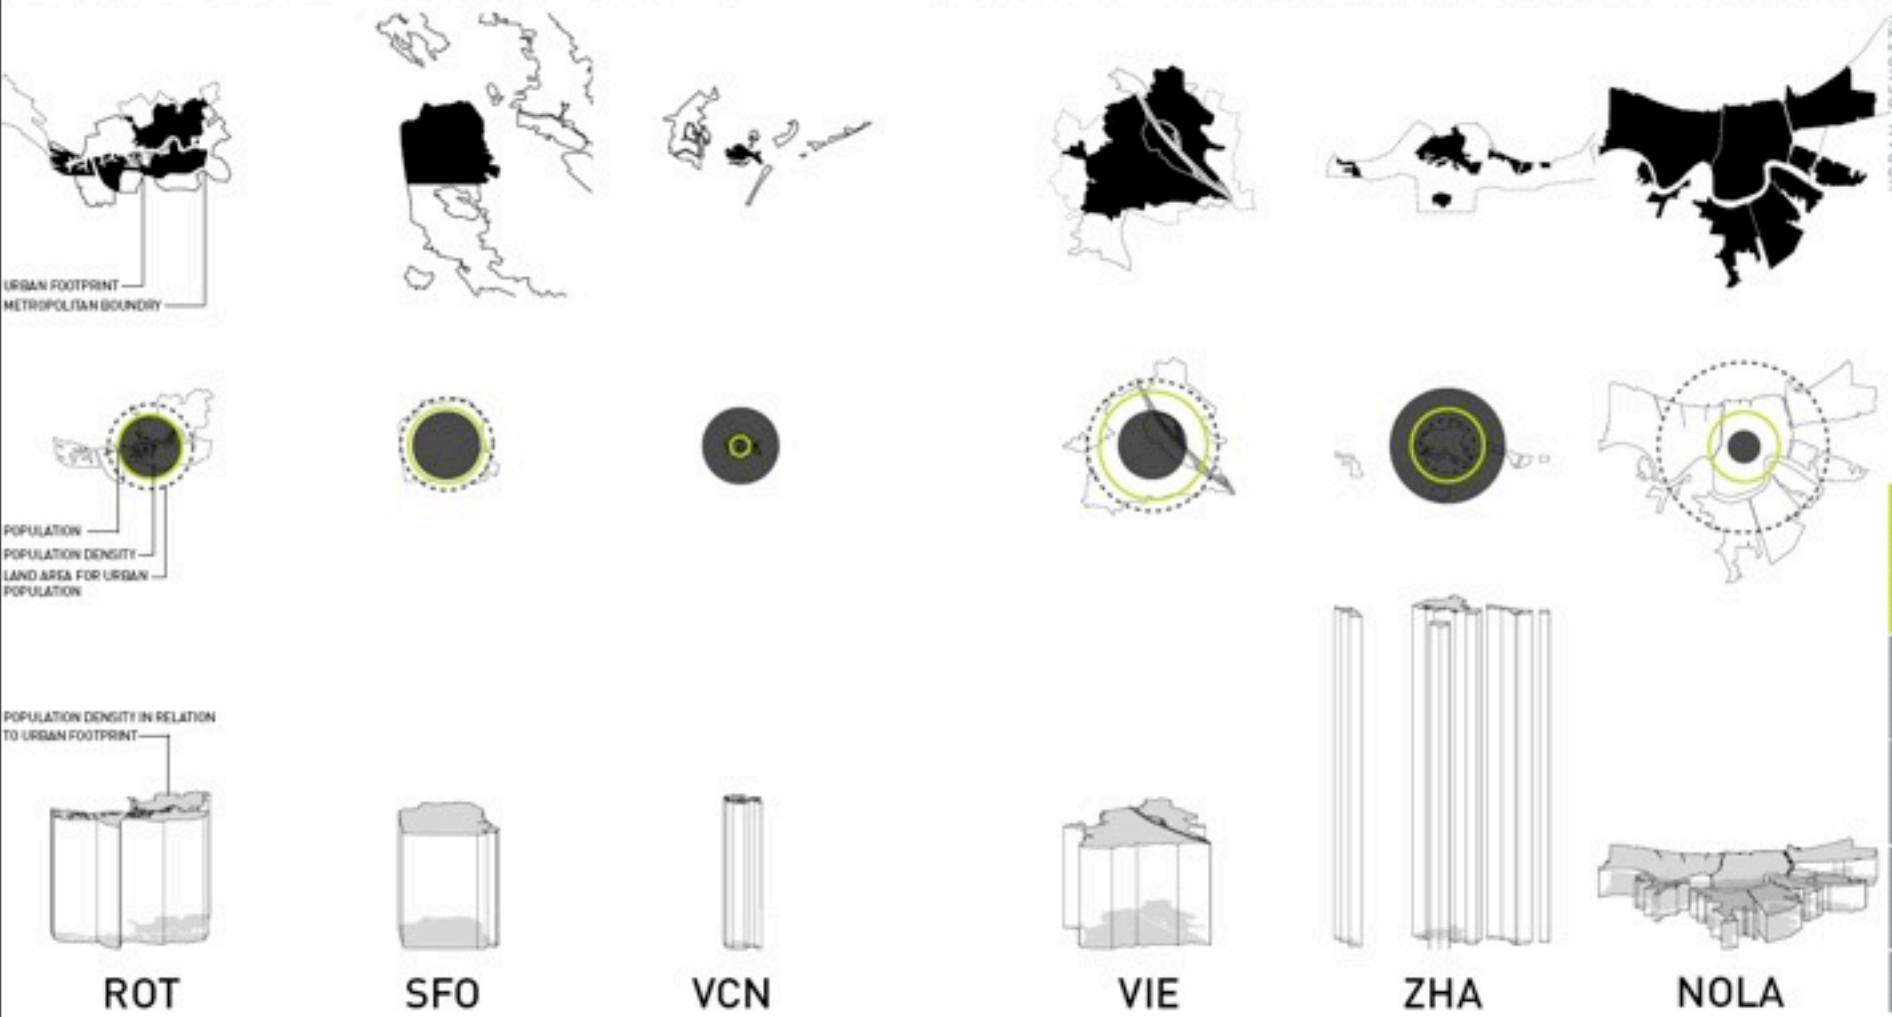 URBAN FOOTPRINT
METROPOLITAN BOUNDRY
POPULATION
POPULATION DENSITY
LAND AREA FOR URBAN
POPULATION
POPULATION DENSITY IN RELATION
TO URBAN FOOTPRINT
ROT
SFO
VCN
VIE
ZHA
NOLA